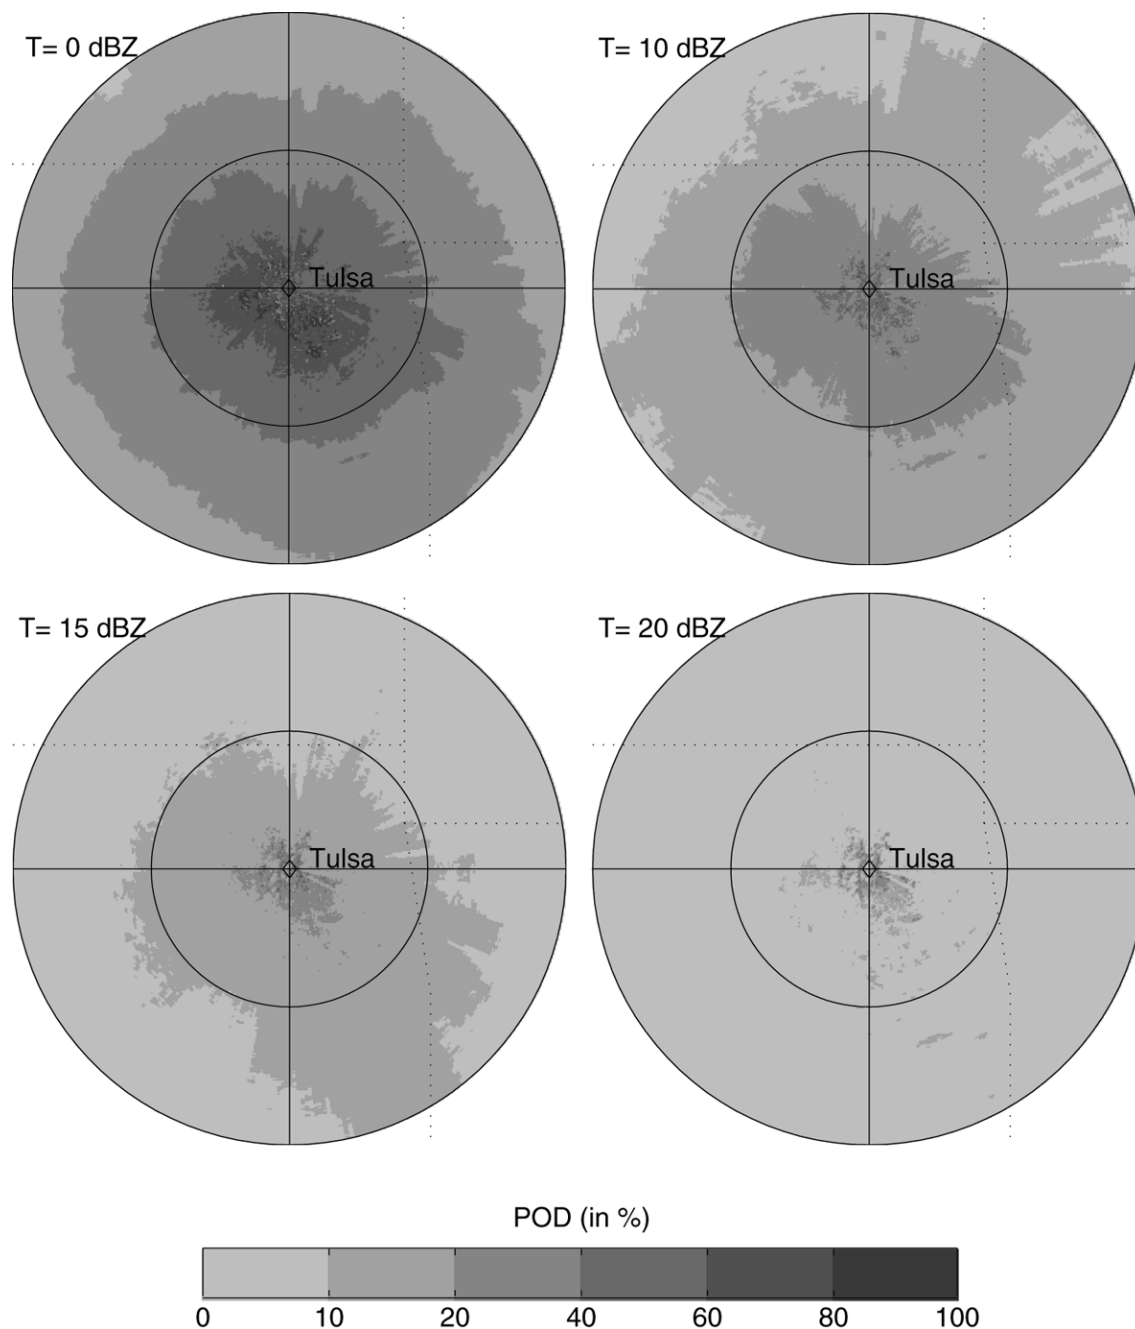 T= 0 dBZ
T= 10 dBZ
Tulsa
Tulsa
T= 15 dBZ
T= 20 dBZ
Tulsa
Tulsa
POD (in %)
0 10 20 40 60 80 100